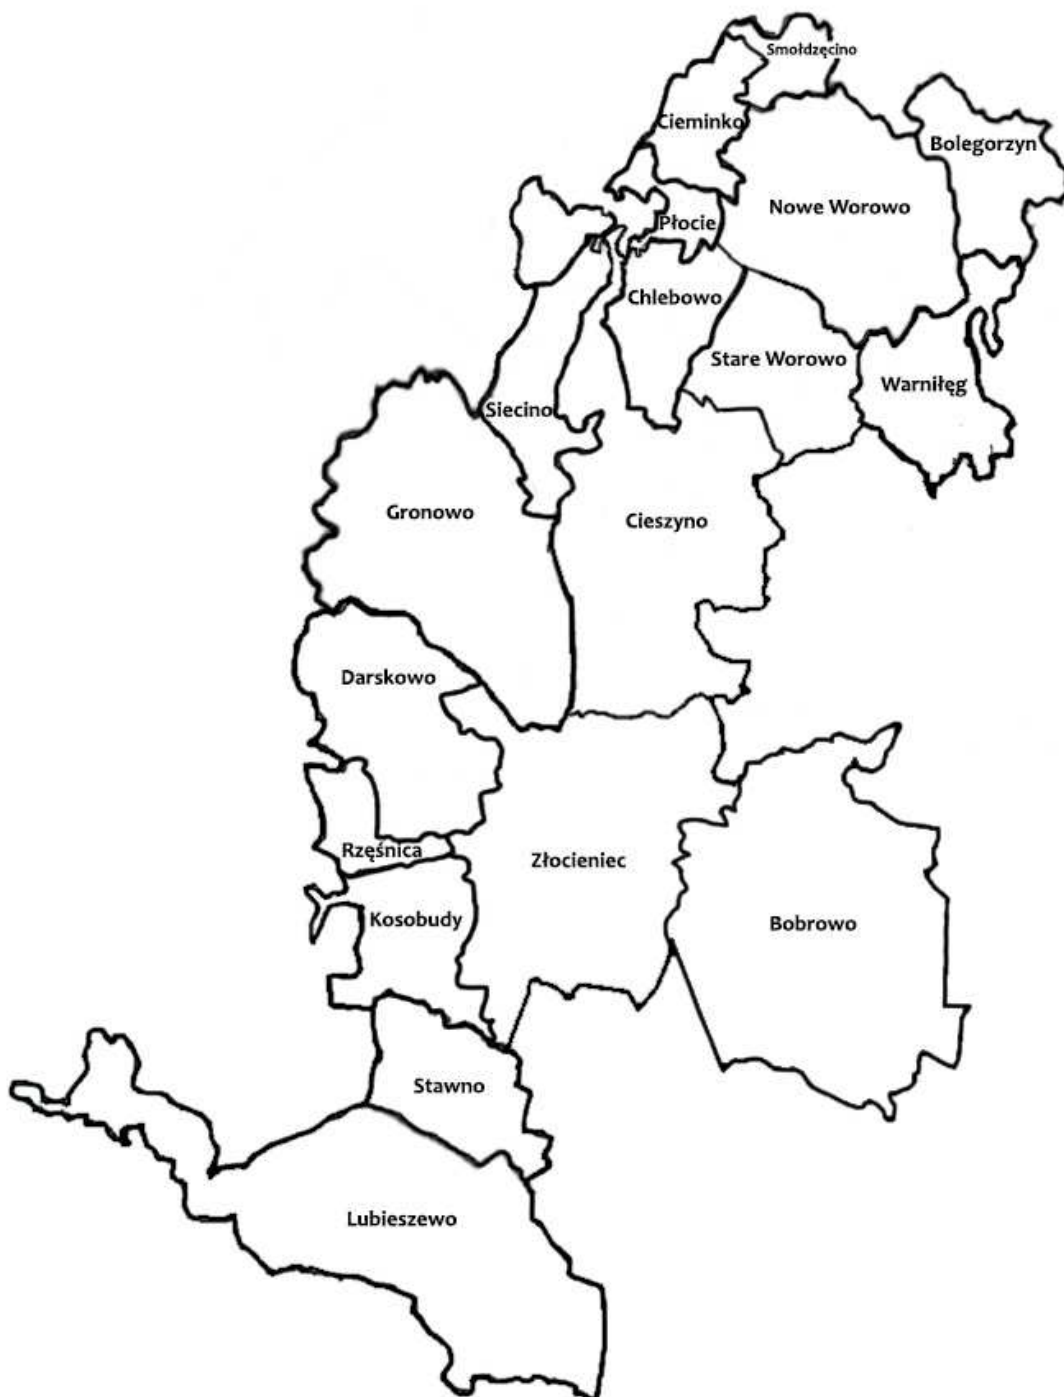 Smołdzęcino
Cieminko
Bolegorzyn
Nowe Worowo
Płocie
Chlebowo
Stare Worowo
Warniłęg
Siecino
Gronowo
Cieszyno
Darskowo
Rzęśnica
Złocieniec
Kosobudy
Bobrowo
Stawno
Lubieszewo